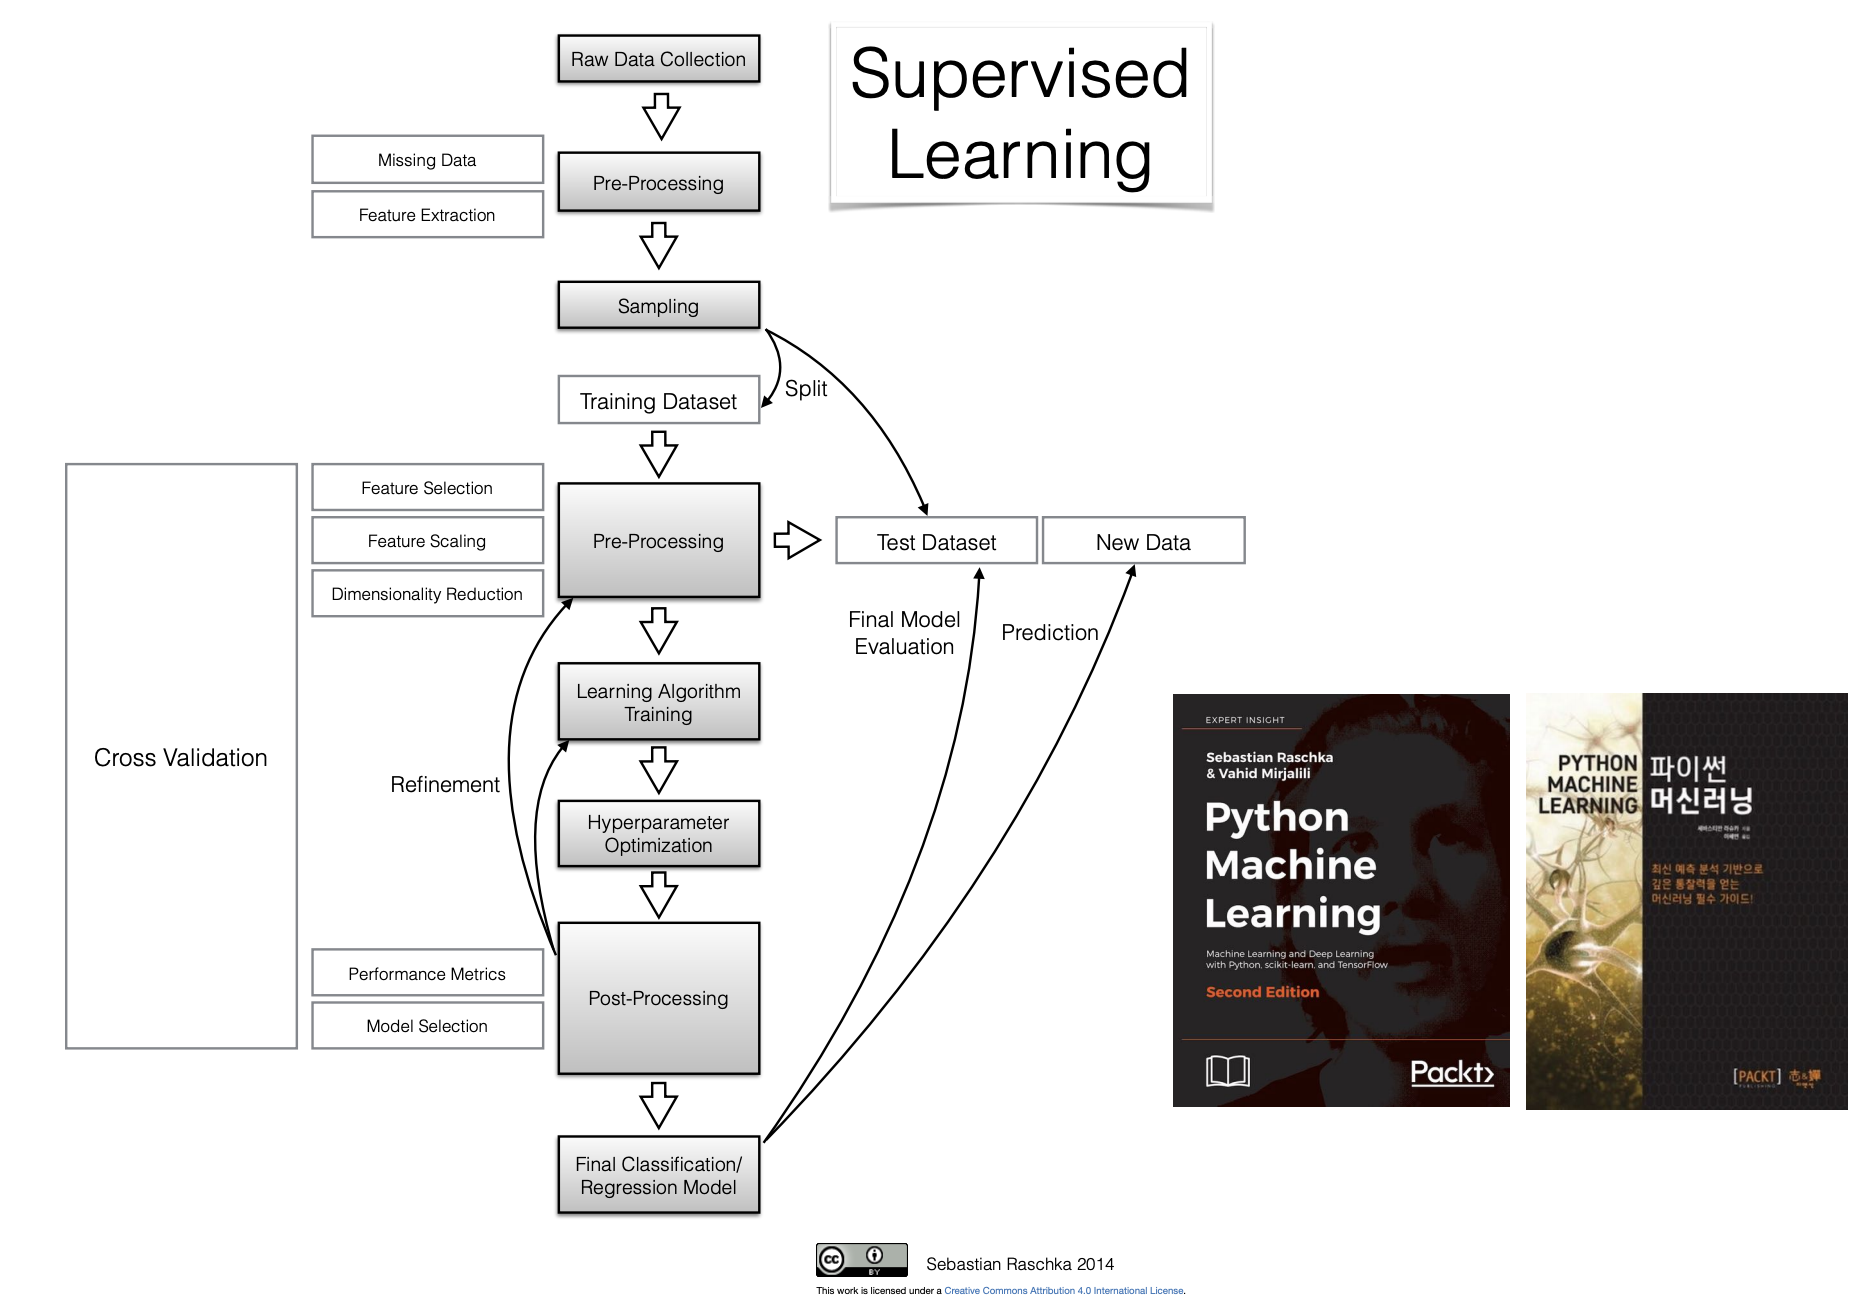 Supervised
Learning
Raw Data Collection
Missing Data
Pre-Processing
Feature Extraction
Sampling
Split
Training Dataset
Feature Selection
Feature Scaling
Pre-Processing
Dimensionality Reduction
Test Dataset
New Data
Final Model
Evaluation
Prediction
Learning Algorithm
Training
Cross Validation
Refinement
Hyperparameter
Optimization
Performance Metrics
Post-Processing
Model Selection
Final Classification/
Regression Model
EXPERT INSIGHT
Sebastian Raschka
& Vahid Mirjalili
Python
Machine
Learning
Machine Learning and Deep Learning
with Python, scikit-learn, and TensorFlow
Second Edition
Packt>
PYTHON
MACHINE
LEARNING
파이썬
머신러닝
최신 예측 분석 기반으로
깊은 통찰력을 얻는
머신러닝 필수 가이드!
[PACKT]
PUBLISHING
cc
BY
Sebastian Raschka 2014
This work is licensed under a Creative Commons Attribution 4.0 International License.